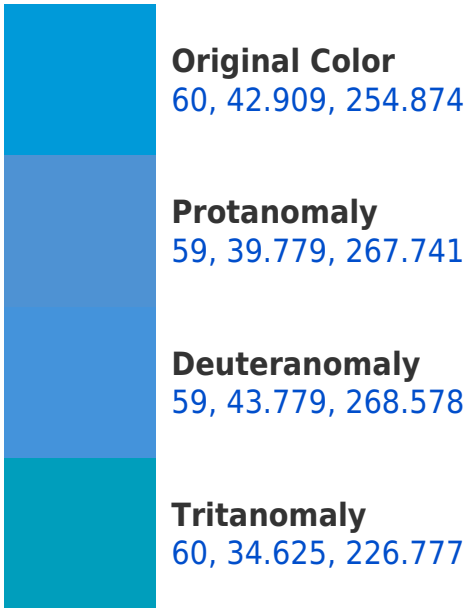 Original Color
60, 42.909, 254.874
Protanomaly
59, 39.779, 267.741
Deuteranomaly
59, 43.779, 268.578
Tritanomaly
60, 34.625, 226.777